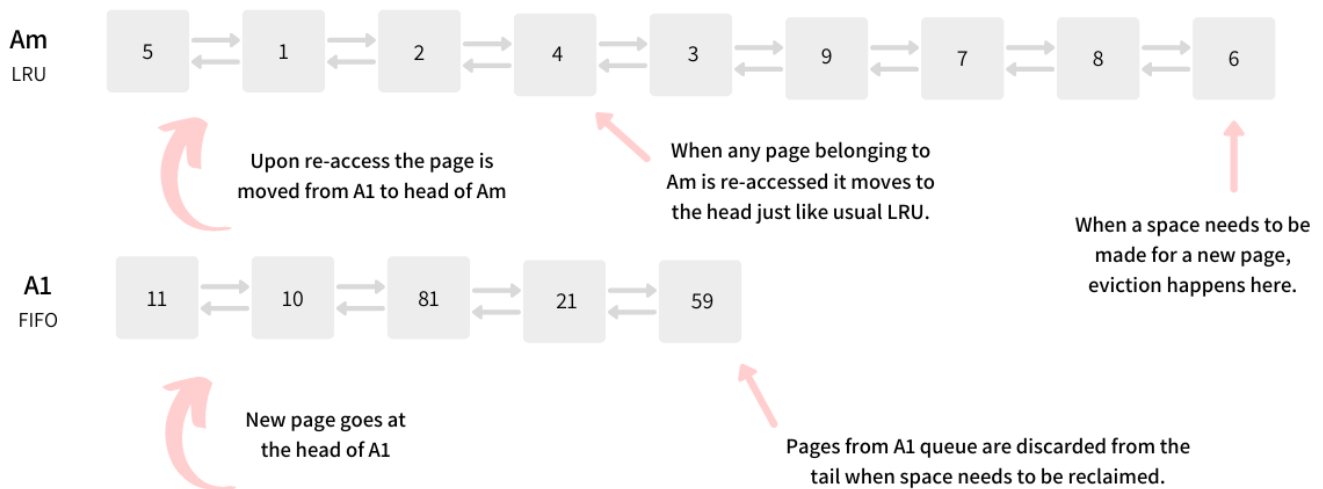 Am
LRU
5
1
2
4
3
9
7
8
6
Upon re-access the page is
moved from A1 to head of Am
When any page belonging to
Am is re-accessed it moves to
the head just like usual LRU.
When a space needs to be
made for a new page,
eviction happens here.
A1
FIFO
11
10
81
21
59
New page goes at
the head of A1
Pages from A1 queue are discarded from the
tail when space needs to be reclaimed.